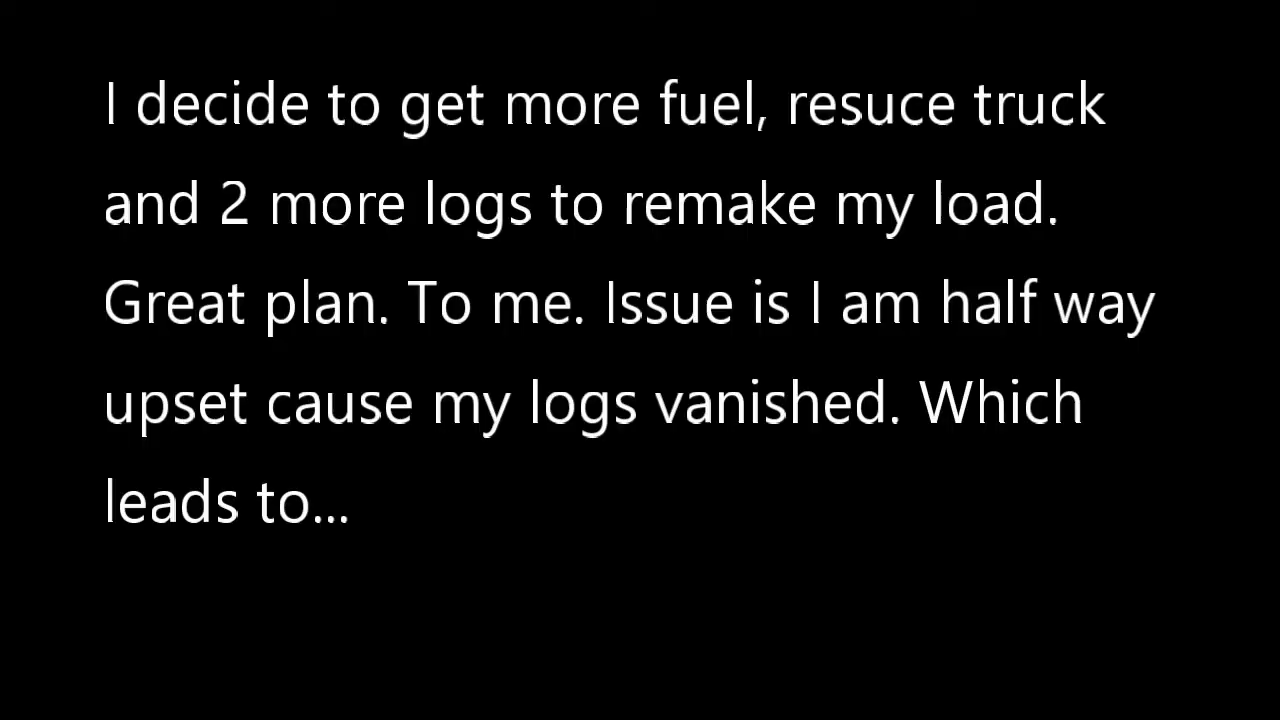 I decide to get more fuel, resuce truck
and 2 more logs to remake my load.
Great plan. To me. Issue is I am half way
upset cause my logs vanished. Which
leads to...